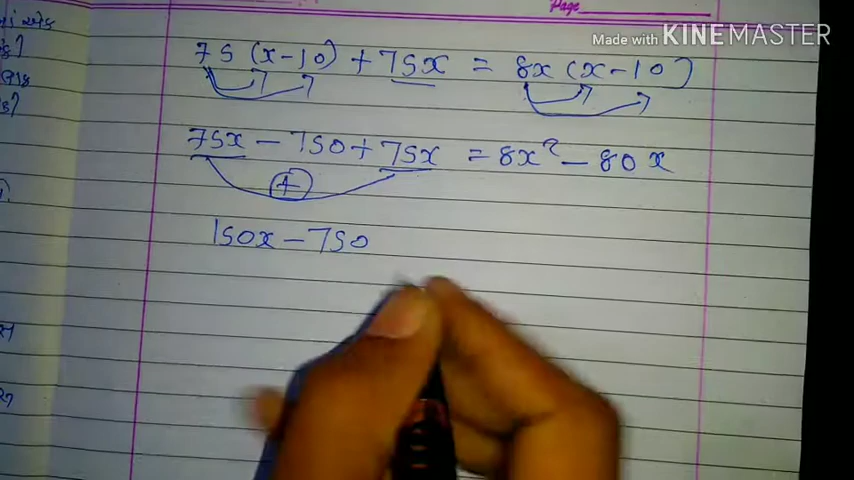 Page
Made with KINEMASTER
75 (x-10) + 75x = 8x (x-10)
75x - 750 + 75x = 8x² - 80x
+
150x - 750